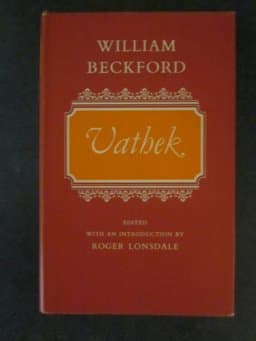 WILLIAM
BECKFORD
Vathek
EDITED
WITH AN INTRODUCTION BY
ROGER LONSDALE